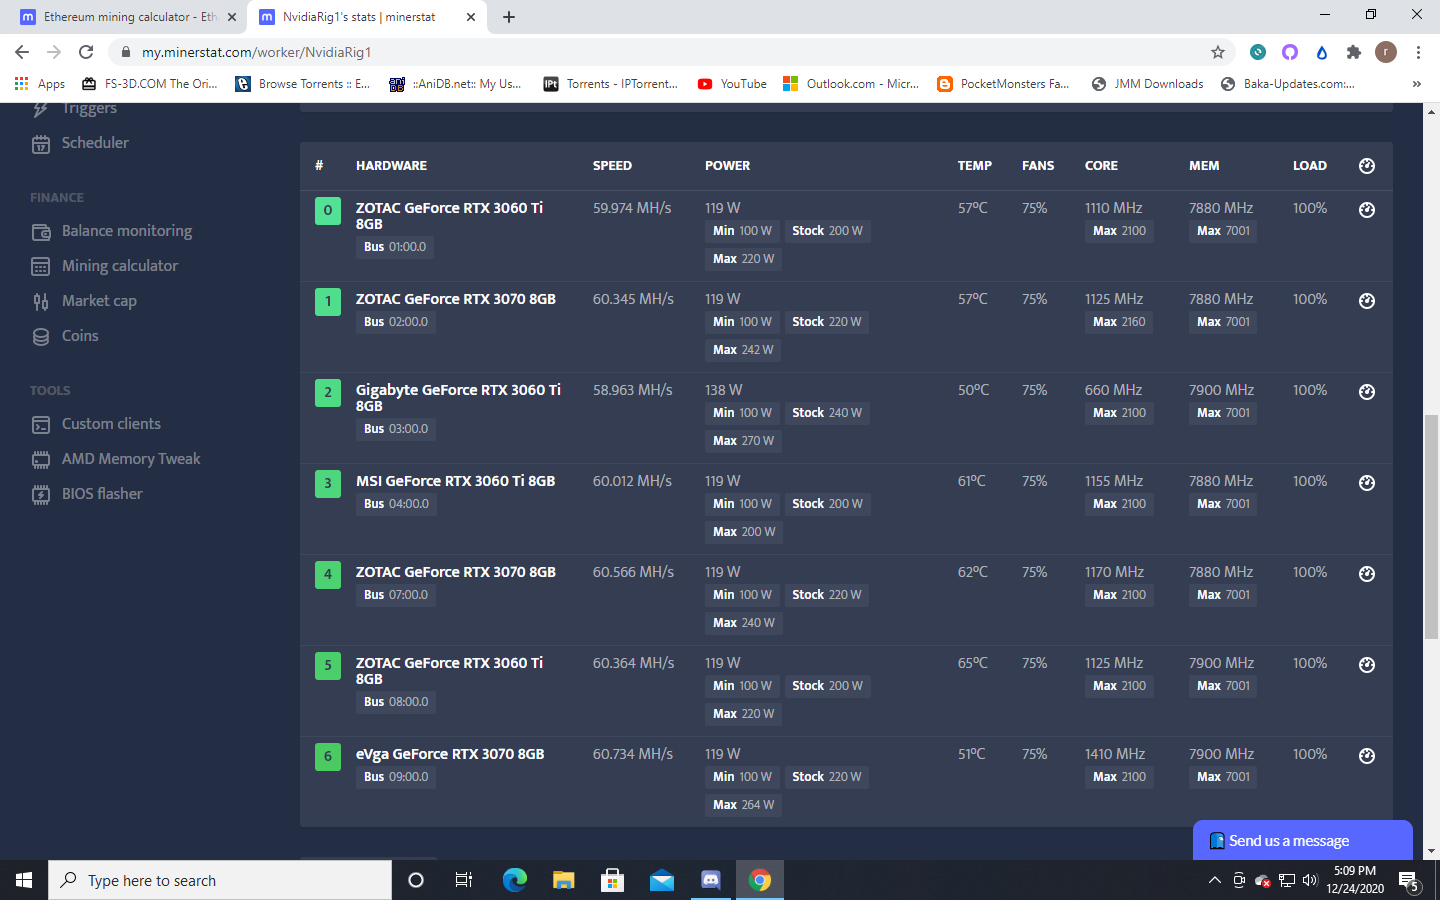 Ethereum mining calculator - Eth
NvidiaRig1's stats | minerstat
my.minerstat.com/worker/NvidiaRig1
r
Apps
FS-3D.COM The Ori...
Browse Torrents :: E...
::AniDB.net:: My Us...
IPt
Torrents - IPTorrent...
YouTube
Outlook.com - Micr...
PocketMonsters Fa...
JMM Downloads
Baka-Updates.com:...
»
Triggers
Scheduler
FINANCE
Balance monitoring
Mining calculator
Market cap
Coins
TOOLS
Custom clients
AMD Memory Tweak
BIOS flasher
# HARDWARE SPEED POWER TEMP FANS CORE MEM LOAD
0 ZOTAC GeForce RTX 3060 Ti 59.974 MH/s 119 W 57°C 75% 1110 MHz 7880 MHz 100%
8GB
Min 100 W Stock 200 W Max 2100 Max 7001
Bus 01:00.0
Max 220 W
1 ZOTAC GeForce RTX 3070 8GB 60.345 MH/s 119 W 57°C 75% 1125 MHz 7880 MHz 100%
Bus 02:00.0 Min 100 W Stock 220 W Max 2160 Max 7001
Max 242 W
2 Gigabyte GeForce RTX 3060 Ti 58.963 MH/s 138 W 50°C 75% 660 MHz 7900 MHz 100%
8GB
Min 100 W Stock 240 W Max 2100 Max 7001
Bus 03:00.0
Max 270 W
3 MSI GeForce RTX 3060 Ti 8GB 60.012 MH/s 119 W 61°C 75% 1155 MHz 7880 MHz 100%
Bus 04:00.0 Min 100 W Stock 200 W Max 2100 Max 7001
Max 200 W
4 ZOTAC GeForce RTX 3070 8GB 60.566 MH/s 119 W 62°C 75% 1170 MHz 7880 MHz 100%
Bus 07:00.0 Min 100 W Stock 220 W Max 2100 Max 7001
Max 240 W
5 ZOTAC GeForce RTX 3060 Ti 60.364 MH/s 119 W 65°C 75% 1125 MHz 7900 MHz 100%
8GB
Min 100 W Stock 200 W Max 2100 Max 7001
Bus 08:00.0
Max 220 W
6 eVga GeForce RTX 3070 8GB 60.734 MH/s 119 W 51°C 75% 1410 MHz 7900 MHz 100%
Bus 09:00.0 Min 100 W Stock 220 W Max 2100 Max 7001
Max 264 W
Send us a message
Type here to search
5:09 PM
12/24/2020
5